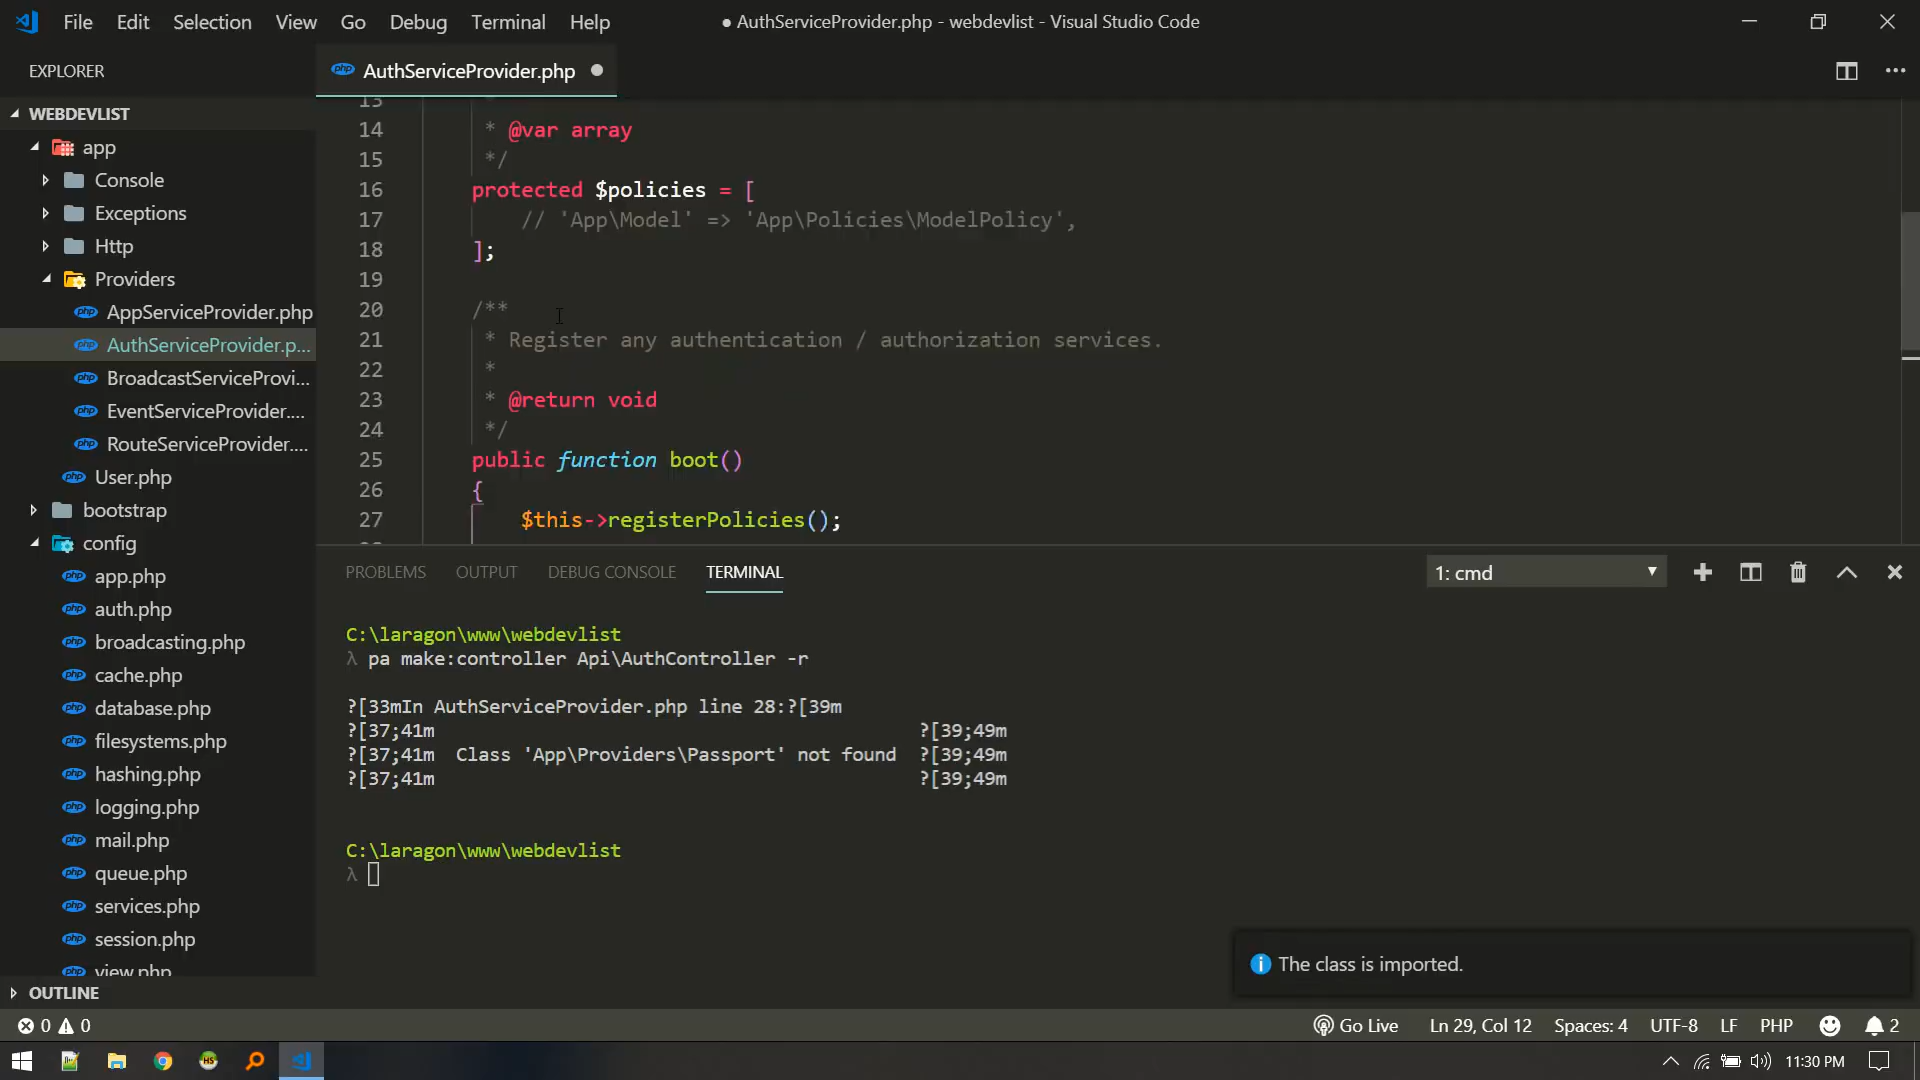 File Edit Selection View Go Debug Terminal Help
● AuthServiceProvider.php - webdevlist - Visual Studio Code
EXPLORER
WEBDEVLIST
app
Console
Exceptions
Http
Providers
AppServiceProvider.php
AuthServiceProvider.p...
BroadcastServiceProvi...
EventServiceProvider....
RouteServiceProvider....
User.php
bootstrap
config
app.php
auth.php
broadcasting.php
cache.php
database.php
filesystems.php
hashing.php
logging.php
mail.php
queue.php
services.php
session.php
view.php
OUTLINE
php AuthServiceProvider.php ●
13
14 * @var array
15 */
16 protected $policies = [
17 // 'App\Model' => 'App\Policies\ModelPolicy',
18 ];
19
20 /**
21 * Register any authentication / authorization services.
22 *
23 * @return void
24 */
25 public function boot()
26 {
27 $this->registerPolicies();
PROBLEMS OUTPUT DEBUG CONSOLE TERMINAL
1: cmd
C:\laragon\www\webdevlist
λ pa make:controller Api\AuthController -r
?[33mIn AuthServiceProvider.php line 28:?[39m
?[37;41m ?[39;49m
?[37;41m Class 'App\Providers\Passport' not found ?[39;49m
?[37;41m ?[39;49m
C:\laragon\www\webdevlist
λ
The class is imported.
0 0
Go Live Ln 29, Col 12 Spaces: 4 UTF-8 LF PHP 2
11:30 PM